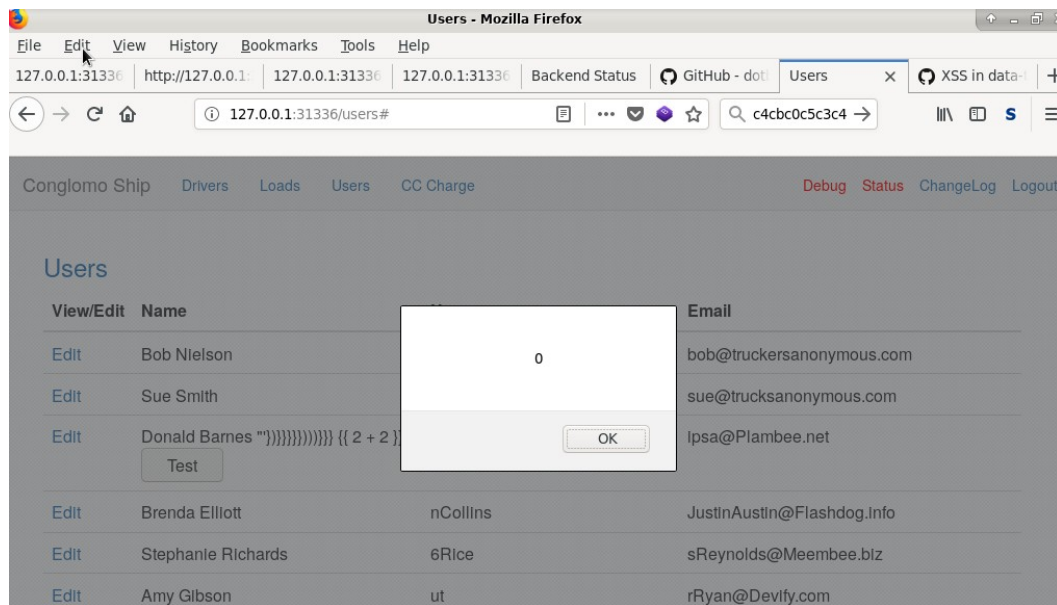 Users - Mozilla Firefox
File Edit View History Bookmarks Tools Help
127.0.0.1:31336 http://127.0.0.1: 127.0.0.1:31336 127.0.0.1:31336 Backend Status GitHub - dot Users XSS in data-
127.0.0.1:31336/users# c4cbc0c5c3c4 S
Conglomo Ship Drivers Loads Users CC Charge Debug Status ChangeLog Logout
Users
View/Edit Name Email
Edit Bob Nielson bob@truckersanonymous.com
Edit Sue Smith sue@trucksanonymous.com
0
Edit Donald Barnes "'}}) {{ 2 + 2 } ipsa@Plambee.net
OK
Test
Edit Brenda Elliott nCollins JustinAustin@Flashdog.info
Edit Stephanie Richards 6Rice sReynolds@Meembee.biz
Edit Amy Gibson ut rRyan@Devify.com